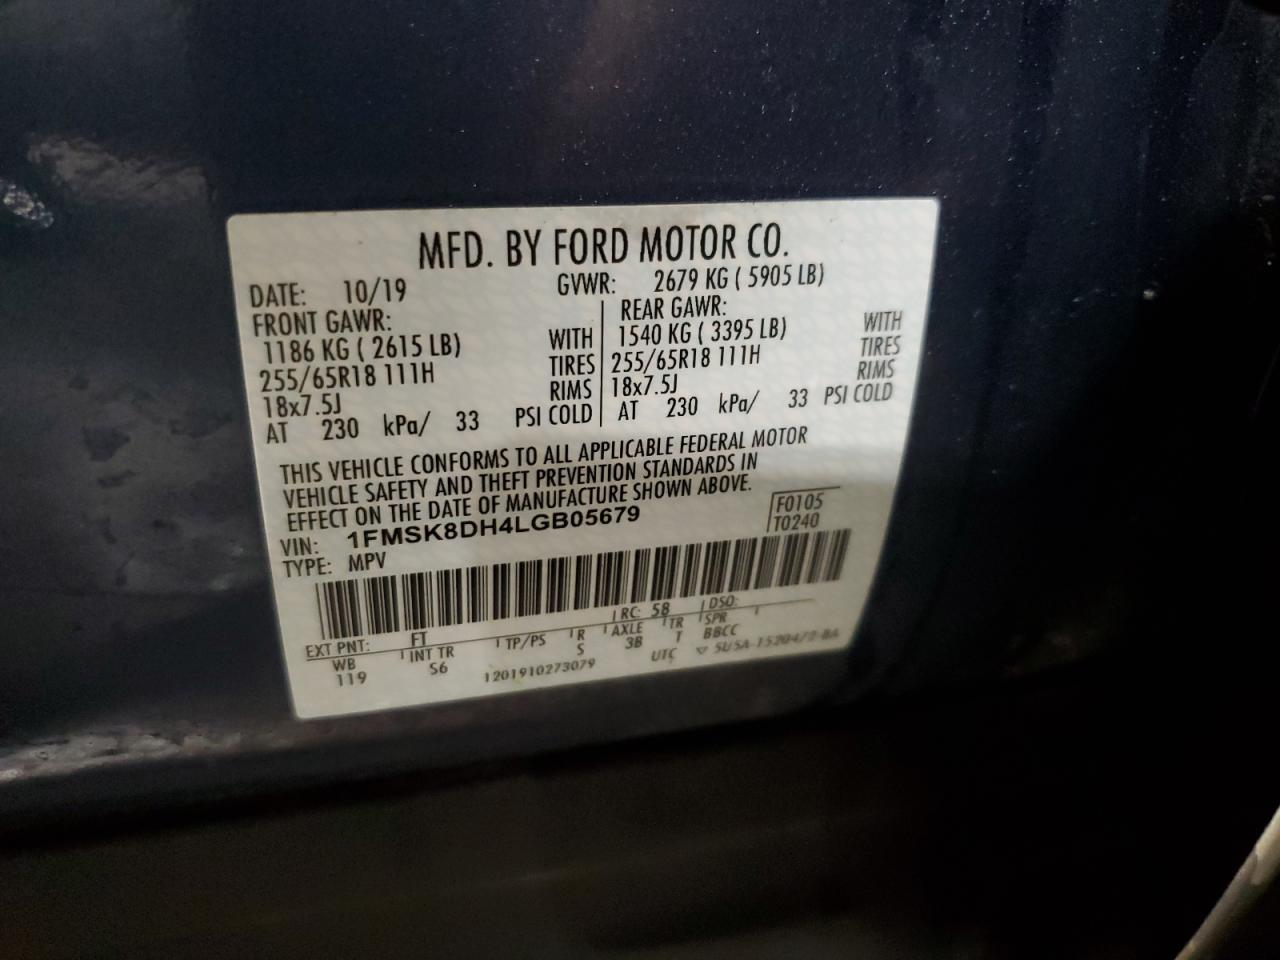 MFD. BY FORD MOTOR CO.
DATE: 10/19 GVWR: 2679 KG ( 5905 LB)
FRONT GAWR: REAR GAWR:
1186 KG ( 2615 LB) WITH 1540 KG ( 3395 LB) WITH
255/65R18 111H TIRES 255/65R18 111H TIRES
18x7.5J RIMS 18x7.5J RIMS
AT 230 kPa/ 33 PSI COLD AT 230 kPa/ 33 PSI COLD
THIS VEHICLE CONFORMS TO ALL APPLICABLE FEDERAL MOTOR
VEHICLE SAFETY AND THEFT PREVENTION STANDARDS IN
EFFECT ON THE DATE OF MANUFACTURE SHOWN ABOVE.
F0105
VIN: 1FMSK8DH4LGB05679 T0240
TYPE: MPV
EXT PNT: FT RC: 58 DSO:
WB INT TR TP/PS R AXLE TR SPR
119 S6 S 3B T BBCC
1201910273079 UTC